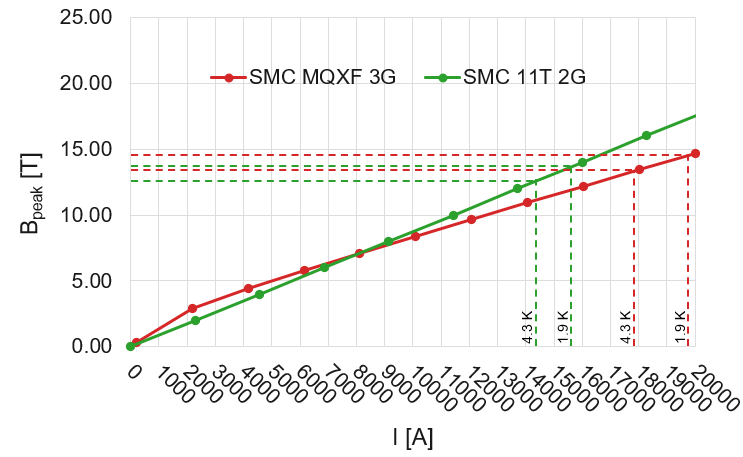 25.00
SMC MQXF 3G SMC 11T 2G
20.00
15.00
Bpeak [T]
10.00
5.00
4.3 K 1.9 K 4.3 K 1.9 K
0.00
0 1000 2000 3000 4000 5000 6000 7000 8000 9000 10000 11000 12000 13000 14000 15000 16000 17000 18000 19000 20000
I [A]